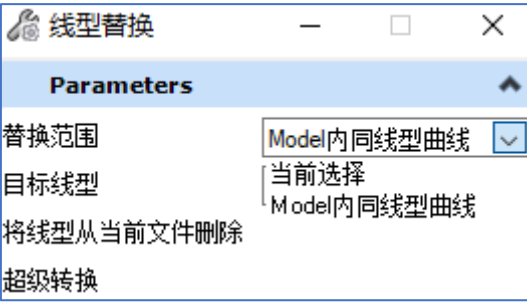 线型替换
Parameters
替换范围 Model内同线型曲线
目标线型 当前选择
Model内同线型曲线
将线型从当前文件删除
超级转换